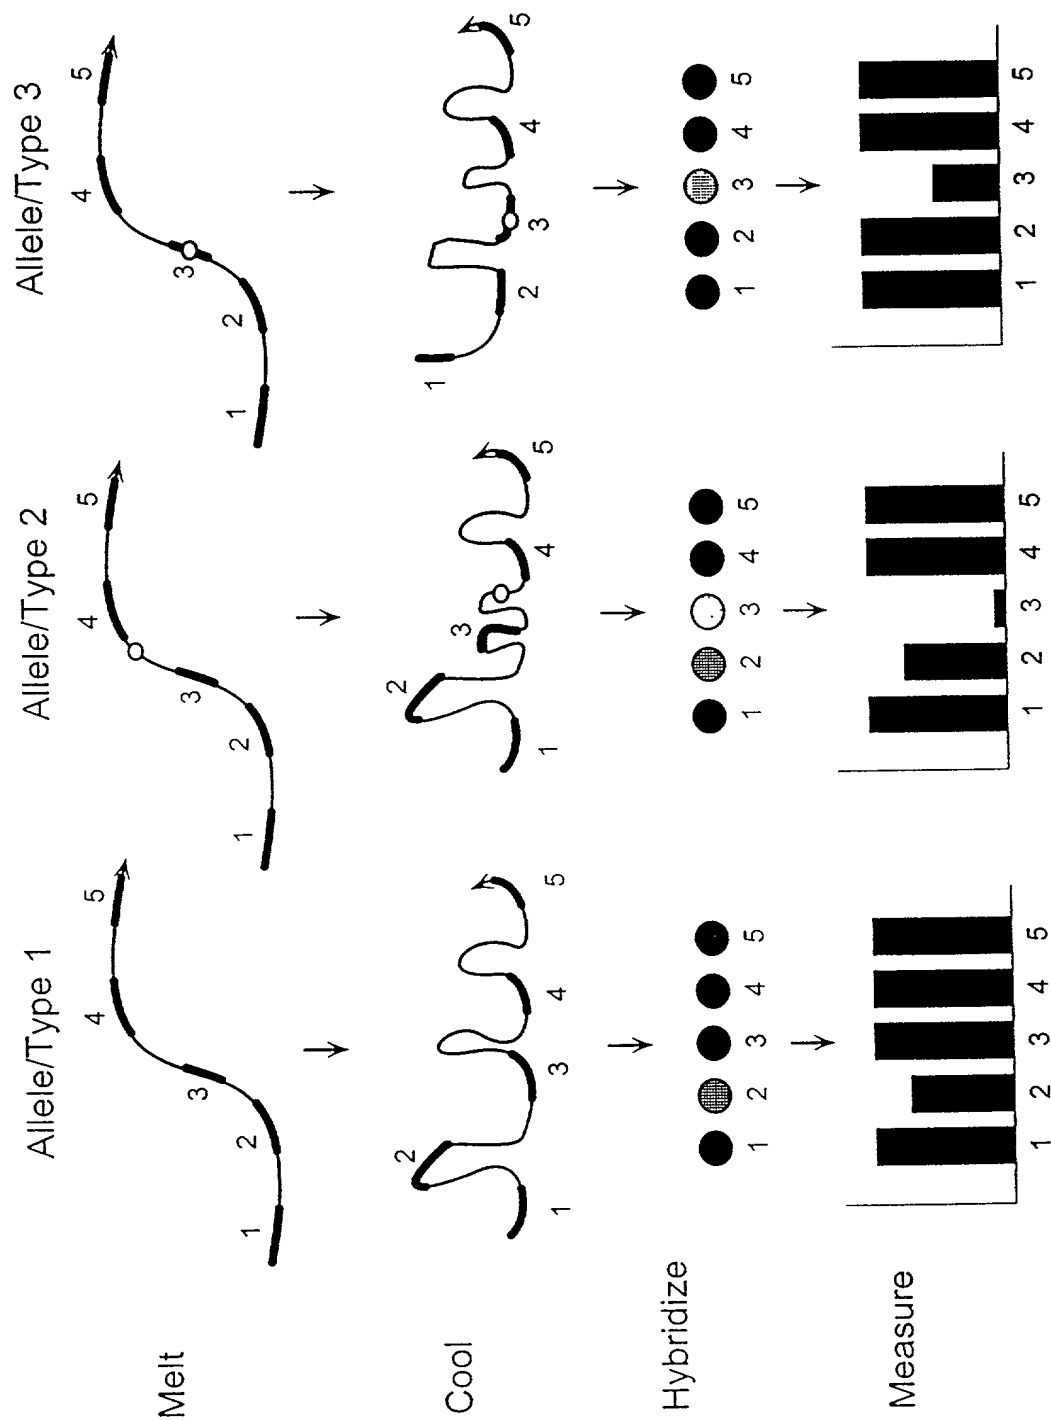 Allele/Type 1 Allele/Type 2 Allele/Type 3
Melt 1 2 3 4 5 1 2 3 4 5 1 2 3 4 5
Cool 1 2 3 4 5 1 2 3 4 5 1 2 3 4 5
Hybridize 1 2 3 4 5 1 2 3 4 5 1 2 3 4 5
Measure
1 2 3 4 5 1 2 3 4 5 1 2 3 4 5